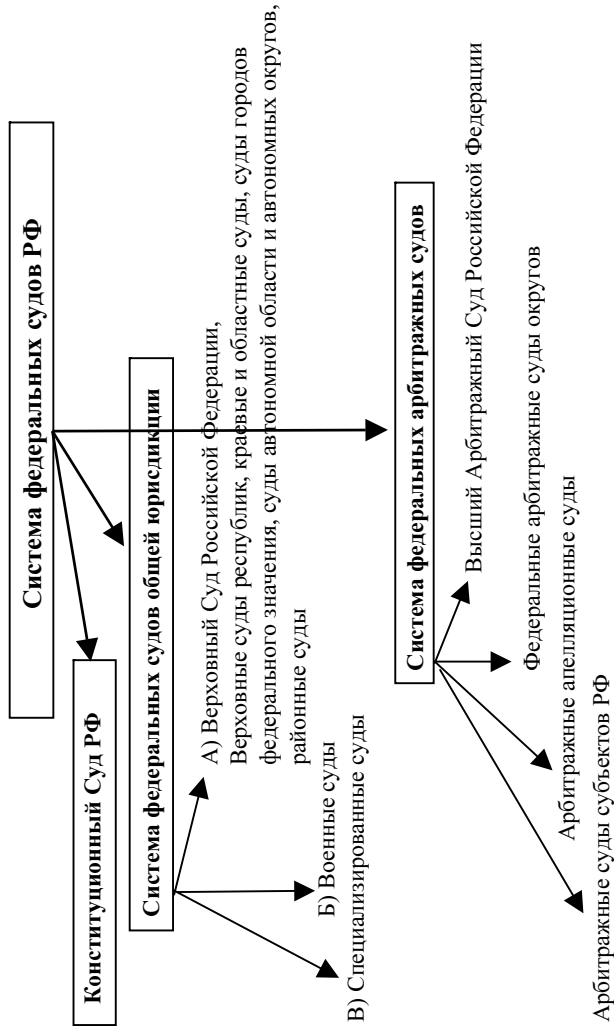 Система федеральных судов РФ
Конституционный Суд РФ
Система федеральных судов общей юрисдикции
А) Верховный Суд Российской Федерации,
Верховные суды республик, краевые и областные суды, суды городов
федерального значения, суды автономной области и автономных округов,
районные суды
Б) Военные суды
В) Специализированные суды
Система федеральных арбитражных судов
Высший Арбитражный Суд Российской Федерации
Федеральные арбитражные суды округов
Арбитражные апелляционные суды
Арбитражные суды субъектов РФ